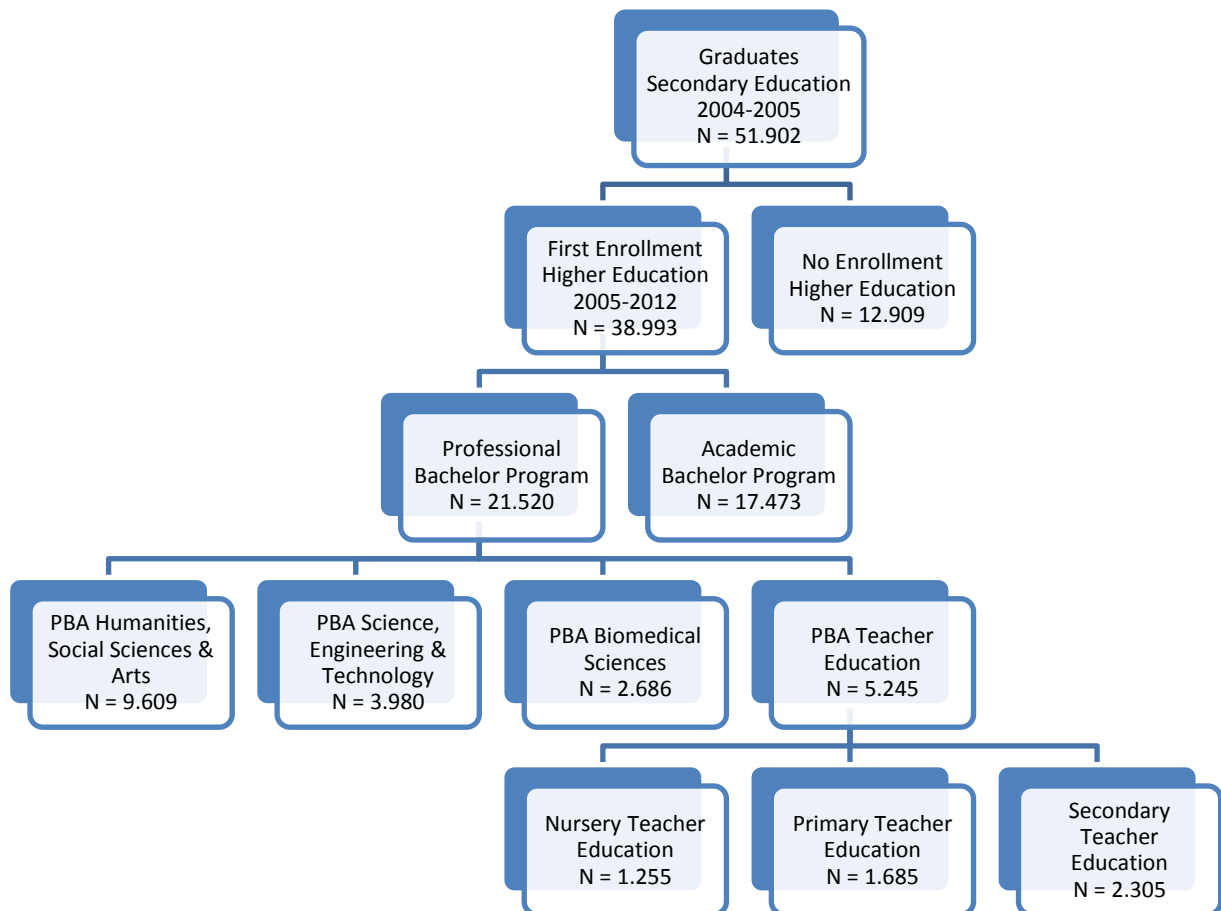 Graduates
Secondary Education
2004-2005
N = 51.902
First Enrollment
Higher Education
2005-2012
N = 38.993
No Enrollment
Higher Education
N = 12.909
Professional
Bachelor Program
N = 21.520
Academic
Bachelor Program
N = 17.473
PBA Humanities,
Social Sciences &
Arts
N = 9.609
PBA Science,
Engineering &
Technology
N = 3.980
PBA Biomedical
Sciences
N = 2.686
PBA Teacher
Education
N = 5.245
Nursery Teacher
Education
N = 1.255
Primary Teacher
Education
N = 1.685
Secondary
Teacher
Education
N = 2.305